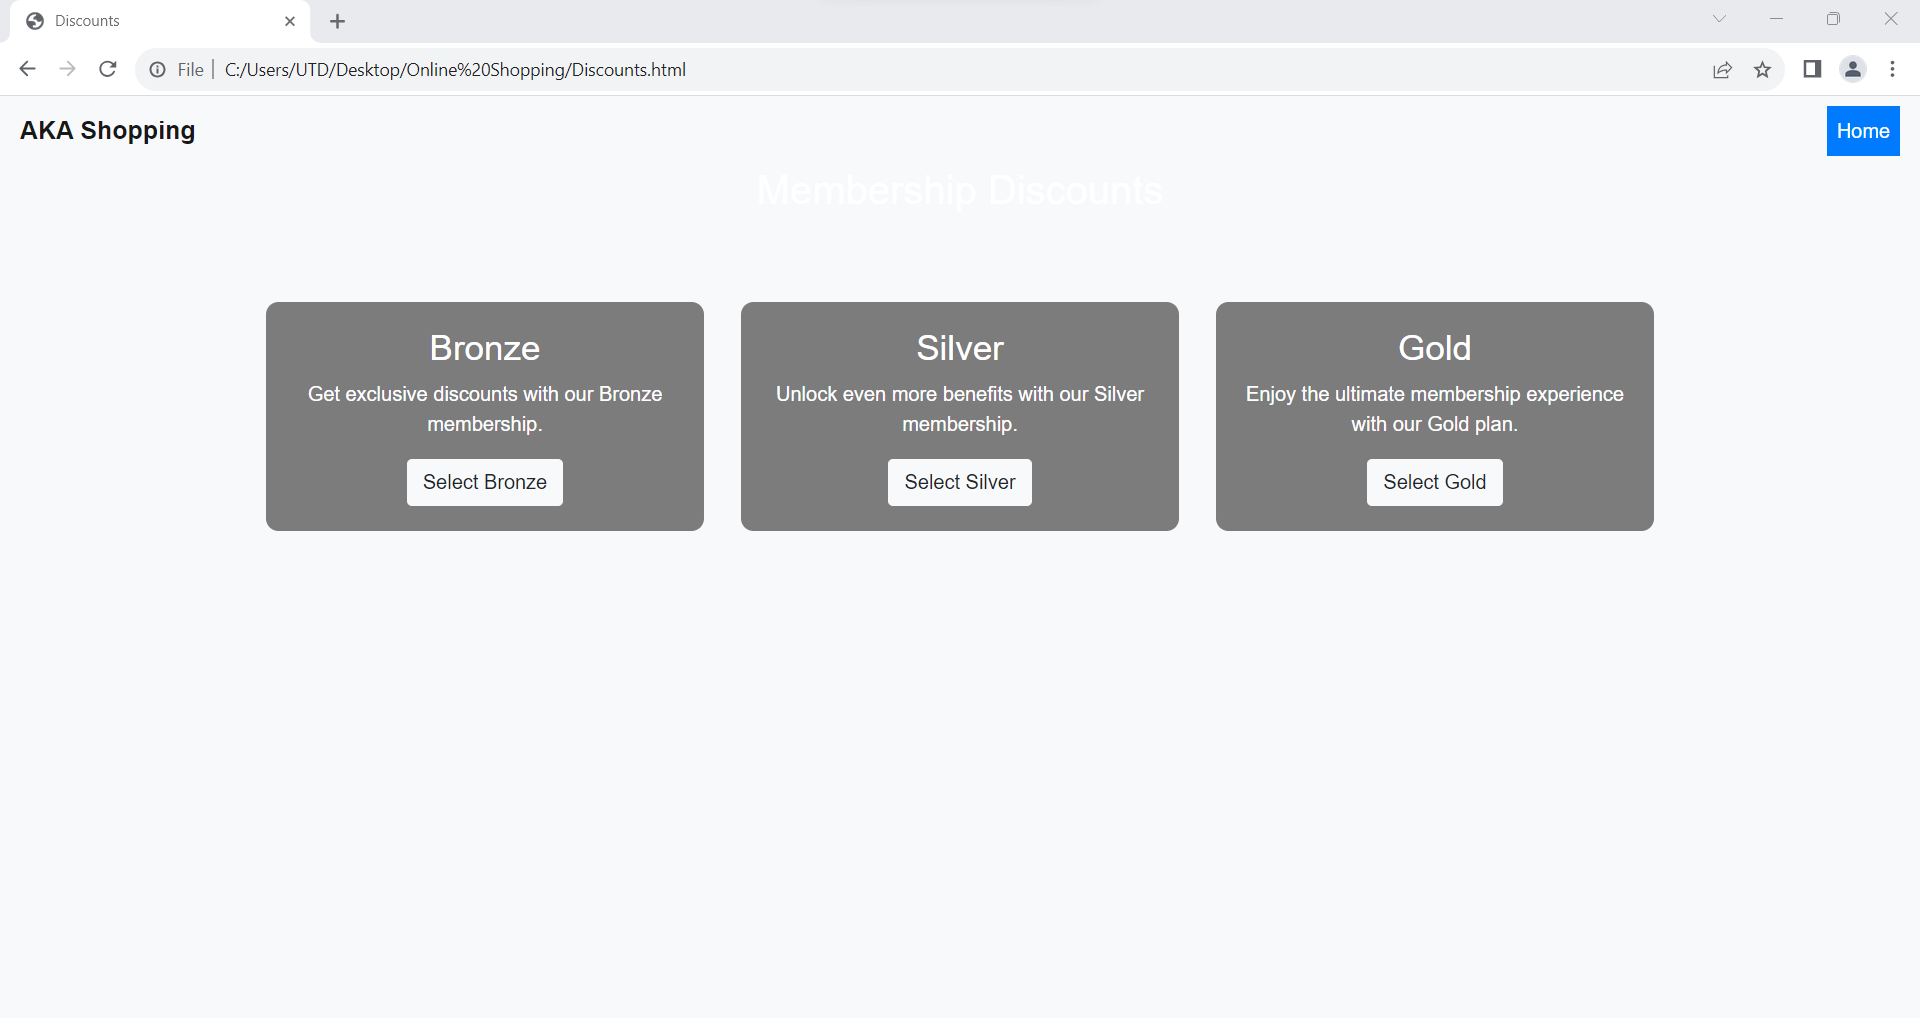 Discounts
File
C:/Users/UTD/Desktop/Online%20Shopping/Discounts.html
AKA Shopping
Home
Membership Discounts
Bronze
Get exclusive discounts with our Bronze
membership.
Select Bronze
Silver
Unlock even more benefits with our Silver
membership.
Select Silver
Gold
Enjoy the ultimate membership experience
with our Gold plan.
Select Gold